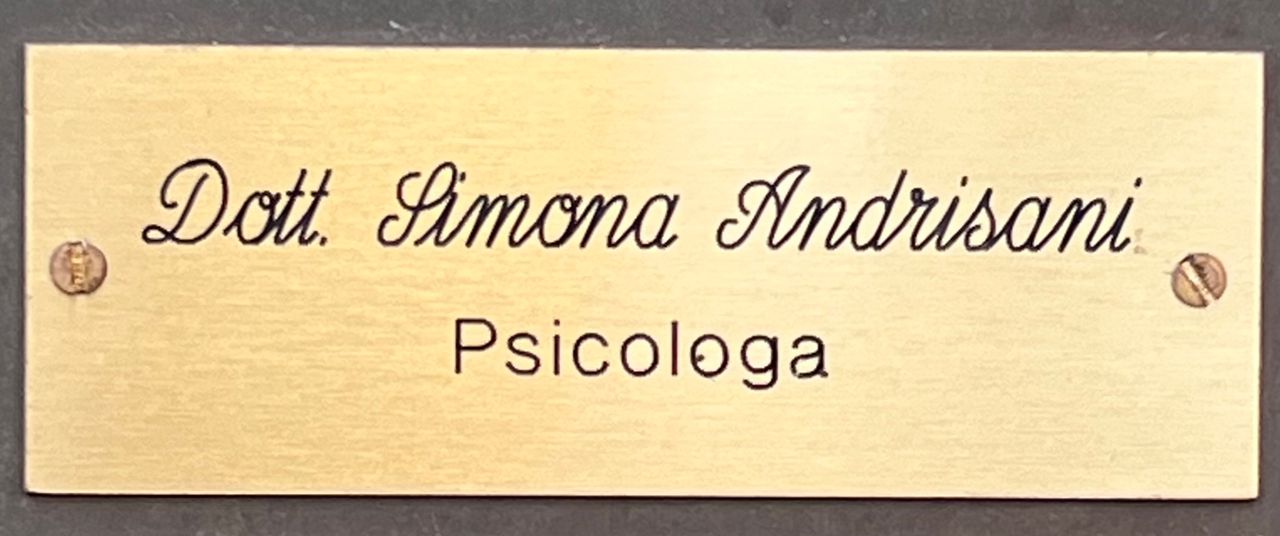 Dott. Simona Andrisani
Psicologa